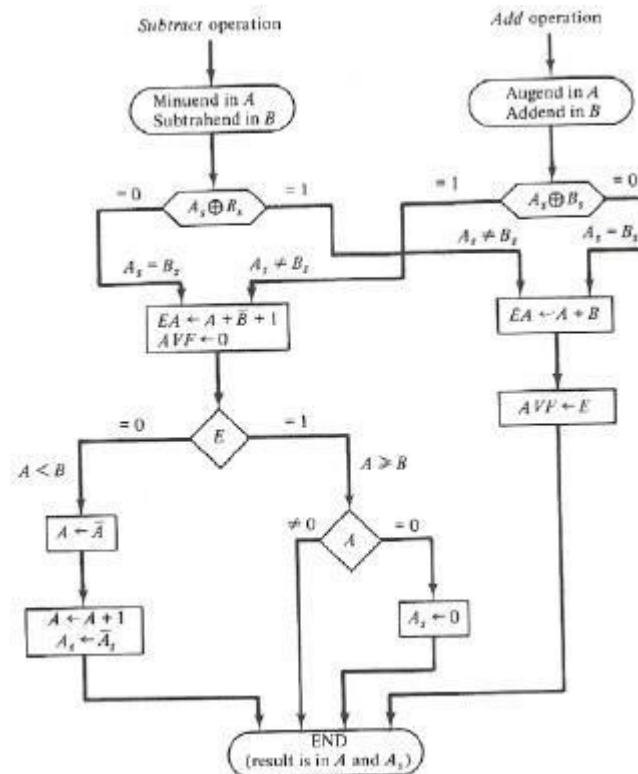 Subtract operation
Add operation
Minuend in A
Subtrahend in B
Augend in A
Addend in B
= 0
A_s ⊕ B_s
= 1
= 1
A_s ⊕ B_s
= 0
A_s = B_s
A_s ≠ B_s
A_s ≠ B_s
A_s = B_s
EA ← A + B̅ + 1
AVF ← 0
EA ← A + B
AVF ← E
= 0
E
= 1
A < B
A ⩾ B
A ← A̅
≠ 0
A
= 0
A ← A + 1
A_s ← A̅_s
A_s ← 0
END
(result is in A and A_s)